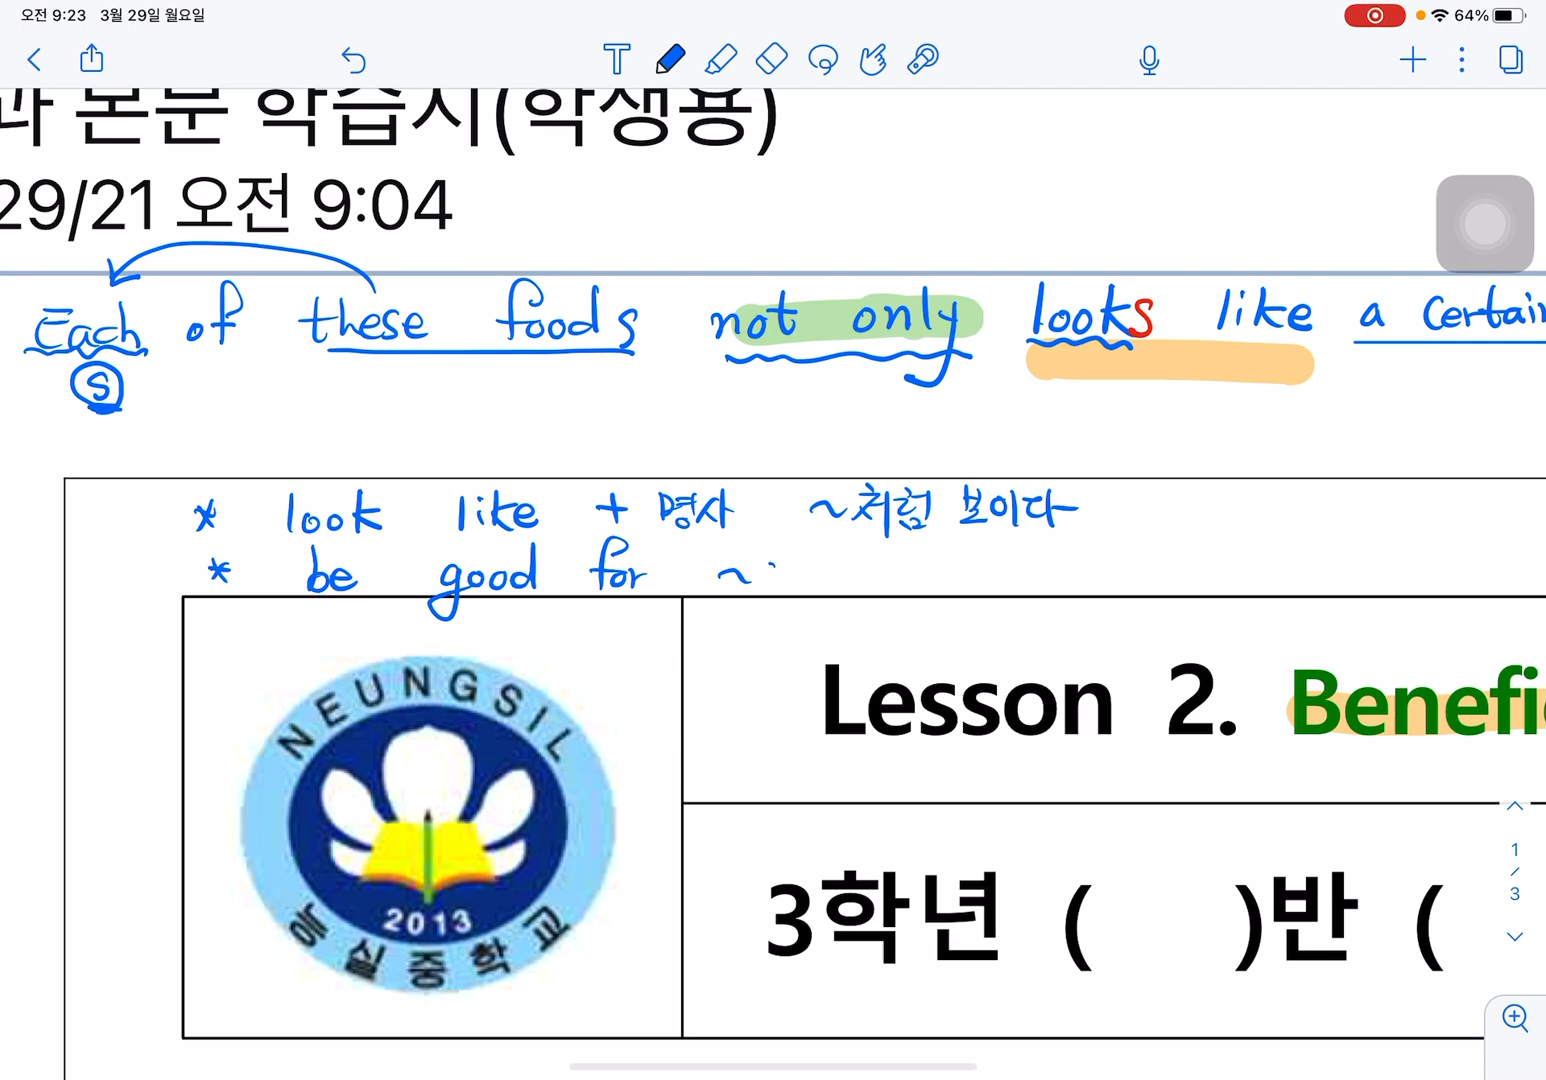 오전 9:23 3월 29일 월요일 64%
과 본문 학습지(학생용)
29/21 오전 9:04
Each of these foods not only looks like a certain
S
* look like + 명사 ~처럼 보이다
* be good for ~
NEUNGSIL
2013
능실중학교
Lesson 2. Benefi
3학년 ( )반 (
1
/
3